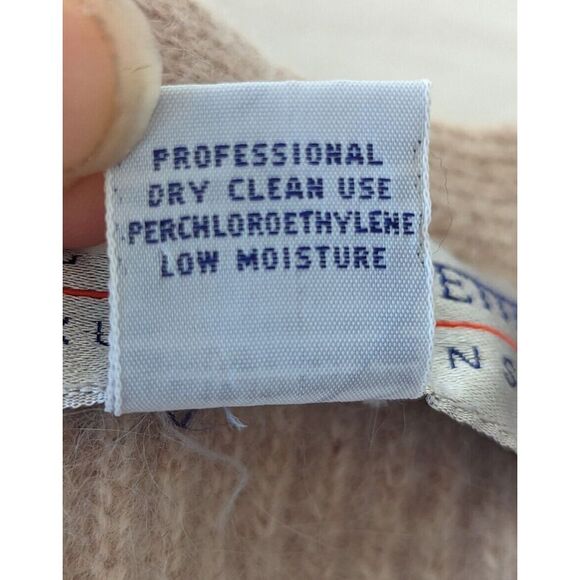 PROFESSIONAL
DRY CLEAN USE
PERCHLOROETHYLENE
LOW MOISTURE
N S